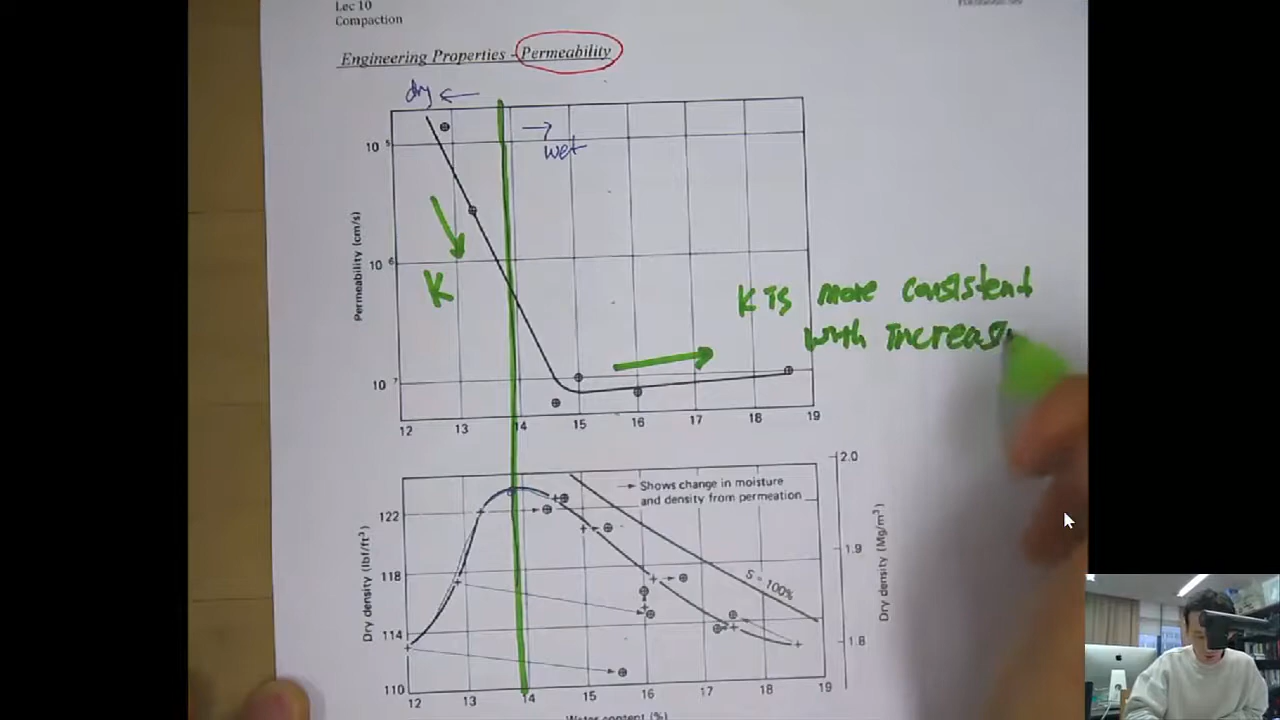 Lec 10
Compaction
Engineering Properties - Permeability
dry ←
→ wet
Permeability (cm/s)
10 5
10 6
10 7
K
K is more consistent
with increas
12 13 14 15 16 17 18 19
→ Shows change in moisture
and density from permeation
S = 100%
Dry density (lbf/ft³)
122
118
114
110
2.0
1.9
1.8
Dry density (Mg/m³)
12 13 14 15 16 17 18 19
Water content (%)